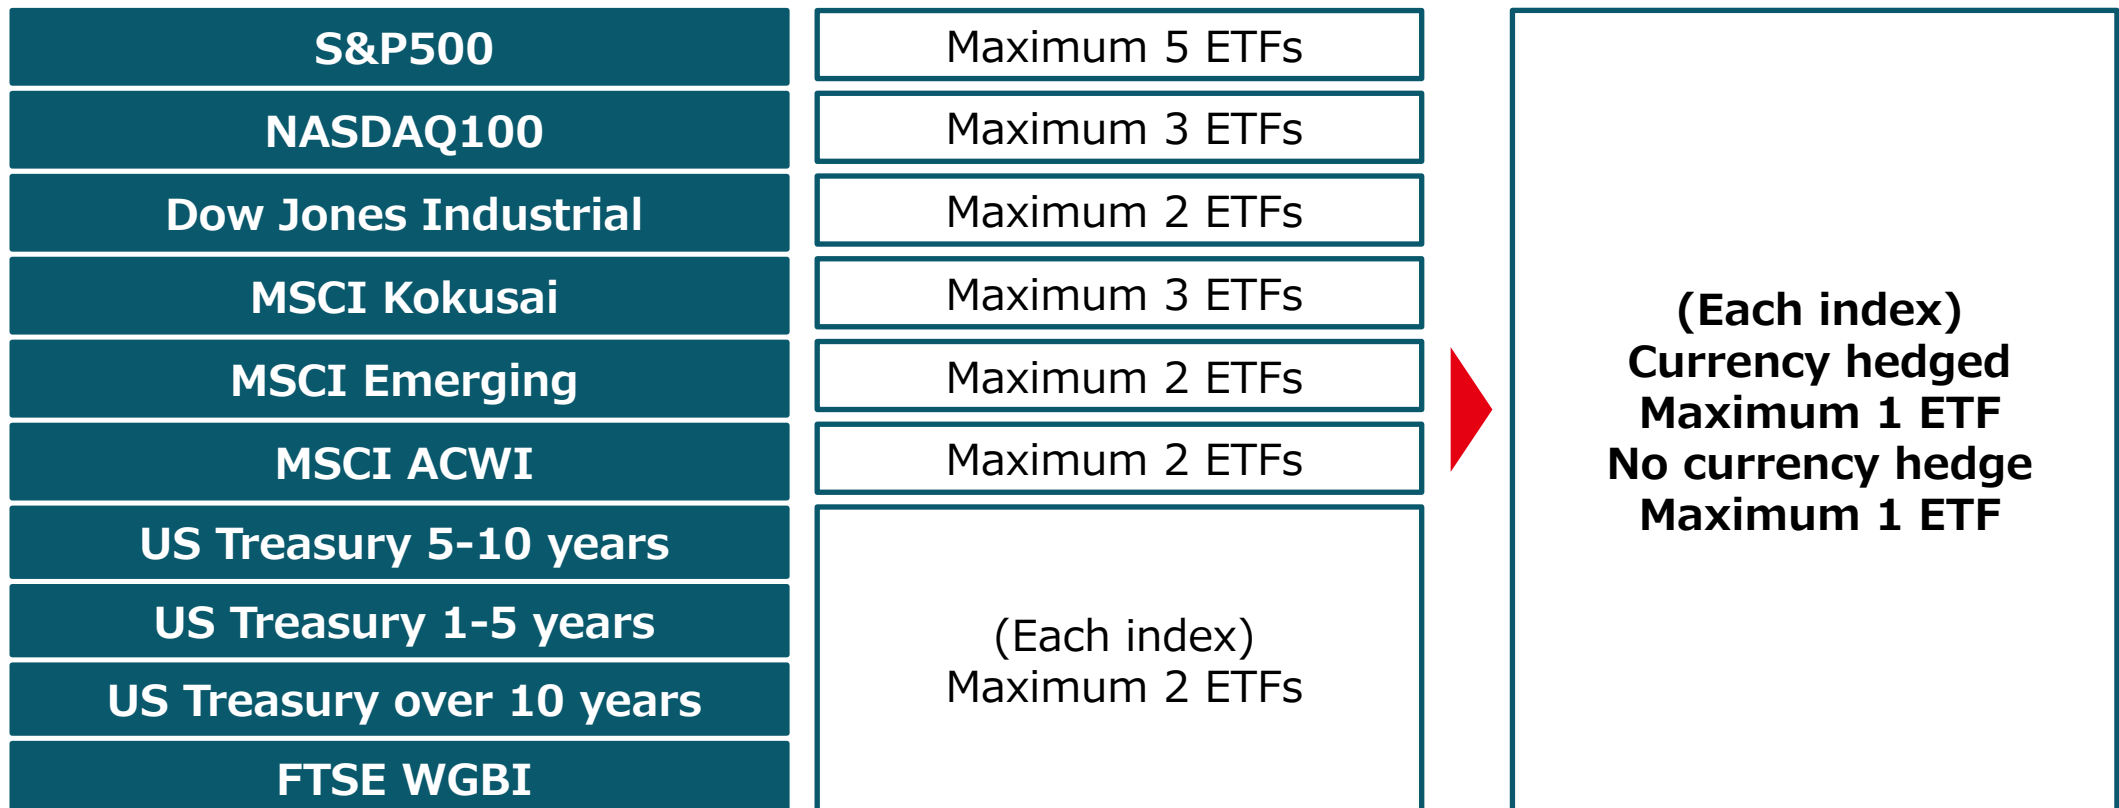 S&P500
Maximum 5 ETFs
NASDAQ100
Maximum 3 ETFs
Dow Jones Industrial
Maximum 2 ETFs
MSCI Kokusai
Maximum 3 ETFs
MSCI Emerging
Maximum 2 ETFs
MSCI ACWI
Maximum 2 ETFs
US Treasury 5-10 years
US Treasury 1-5 years
US Treasury over 10 years
FTSE WGBI
(Each index)
Maximum 2 ETFs
(Each index)
Currency hedged
Maximum 1 ETF
No currency hedge
Maximum 1 ETF